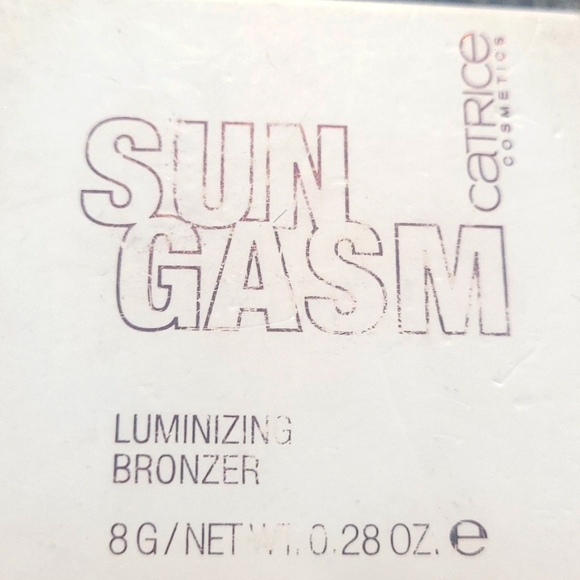 CATRICE
COSMETICS
SUN
GASM
LUMINIZING
BRONZER
8 G/NET WT. 0.28 OZ. ℮